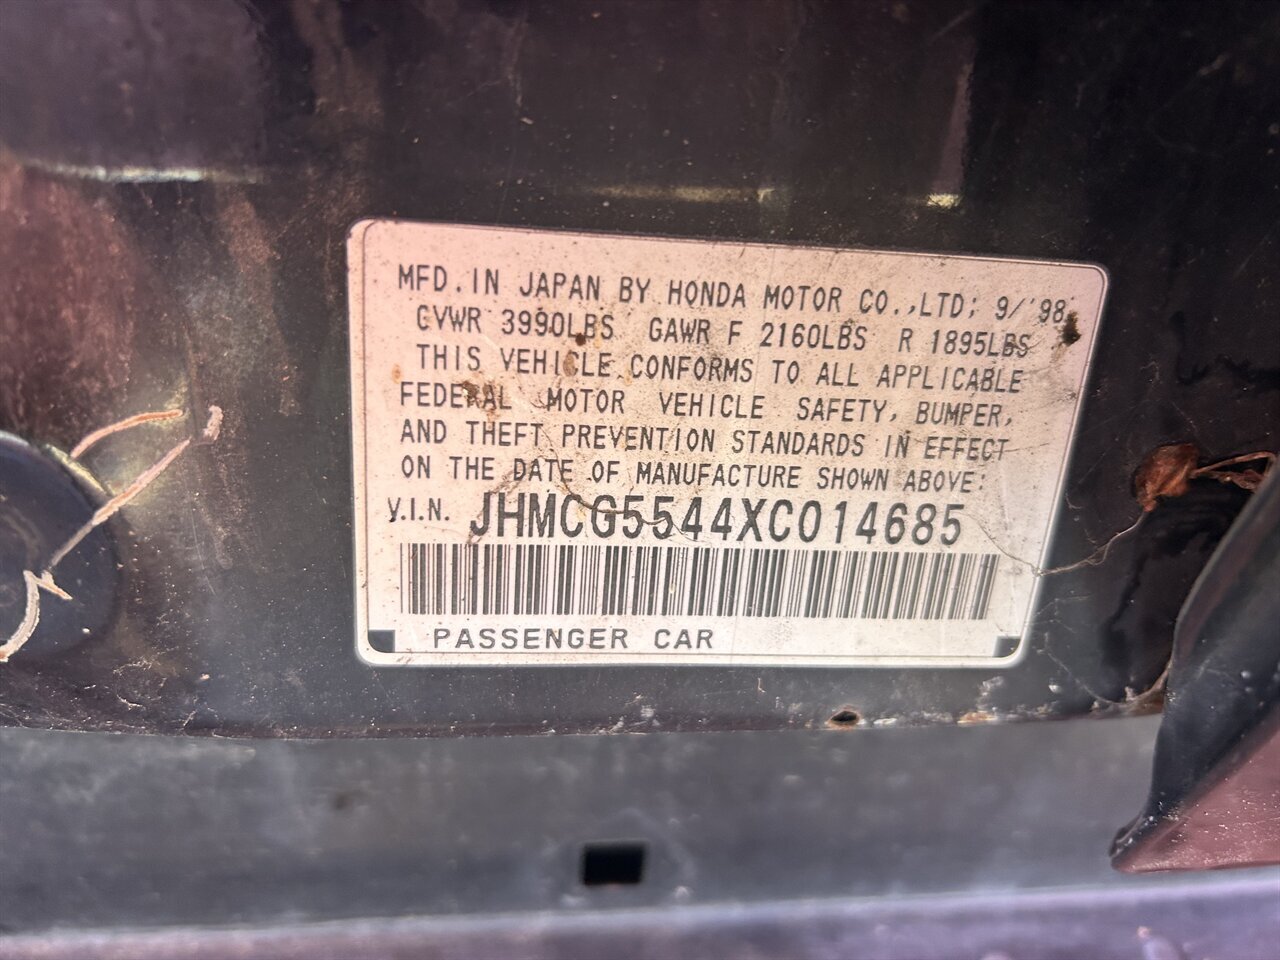 MFD. IN JAPAN BY HONDA MOTOR CO., LTD; 9/'98
GVWR 3990LBS GAWR F 2160LBS R 1895LBS
THIS VEHICLE CONFORMS TO ALL APPLICABLE
FEDERAL MOTOR VEHICLE SAFETY, BUMPER,
AND THEFT PREVENTION STANDARDS IN EFFECT
ON THE DATE OF MANUFACTURE SHOWN ABOVE:
V.I.N. JHMCG5544XC014685
PASSENGER CAR